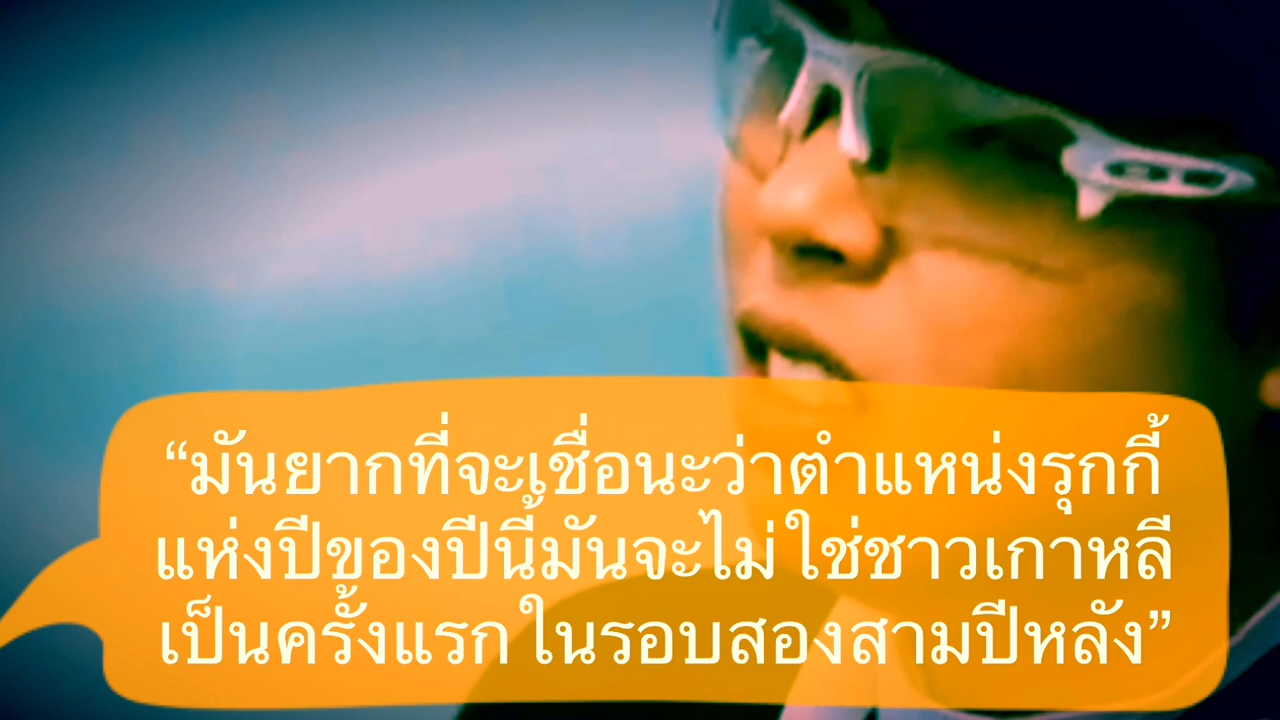 “มันยากที่จะเชื่อนะว่าตำแหน่งรุกกี้
แห่งปีของปีนี้มันจะไม่ใช่ชาวเกาหลี
เป็นครั้งแรกในรอบสองสามปีหลัง”